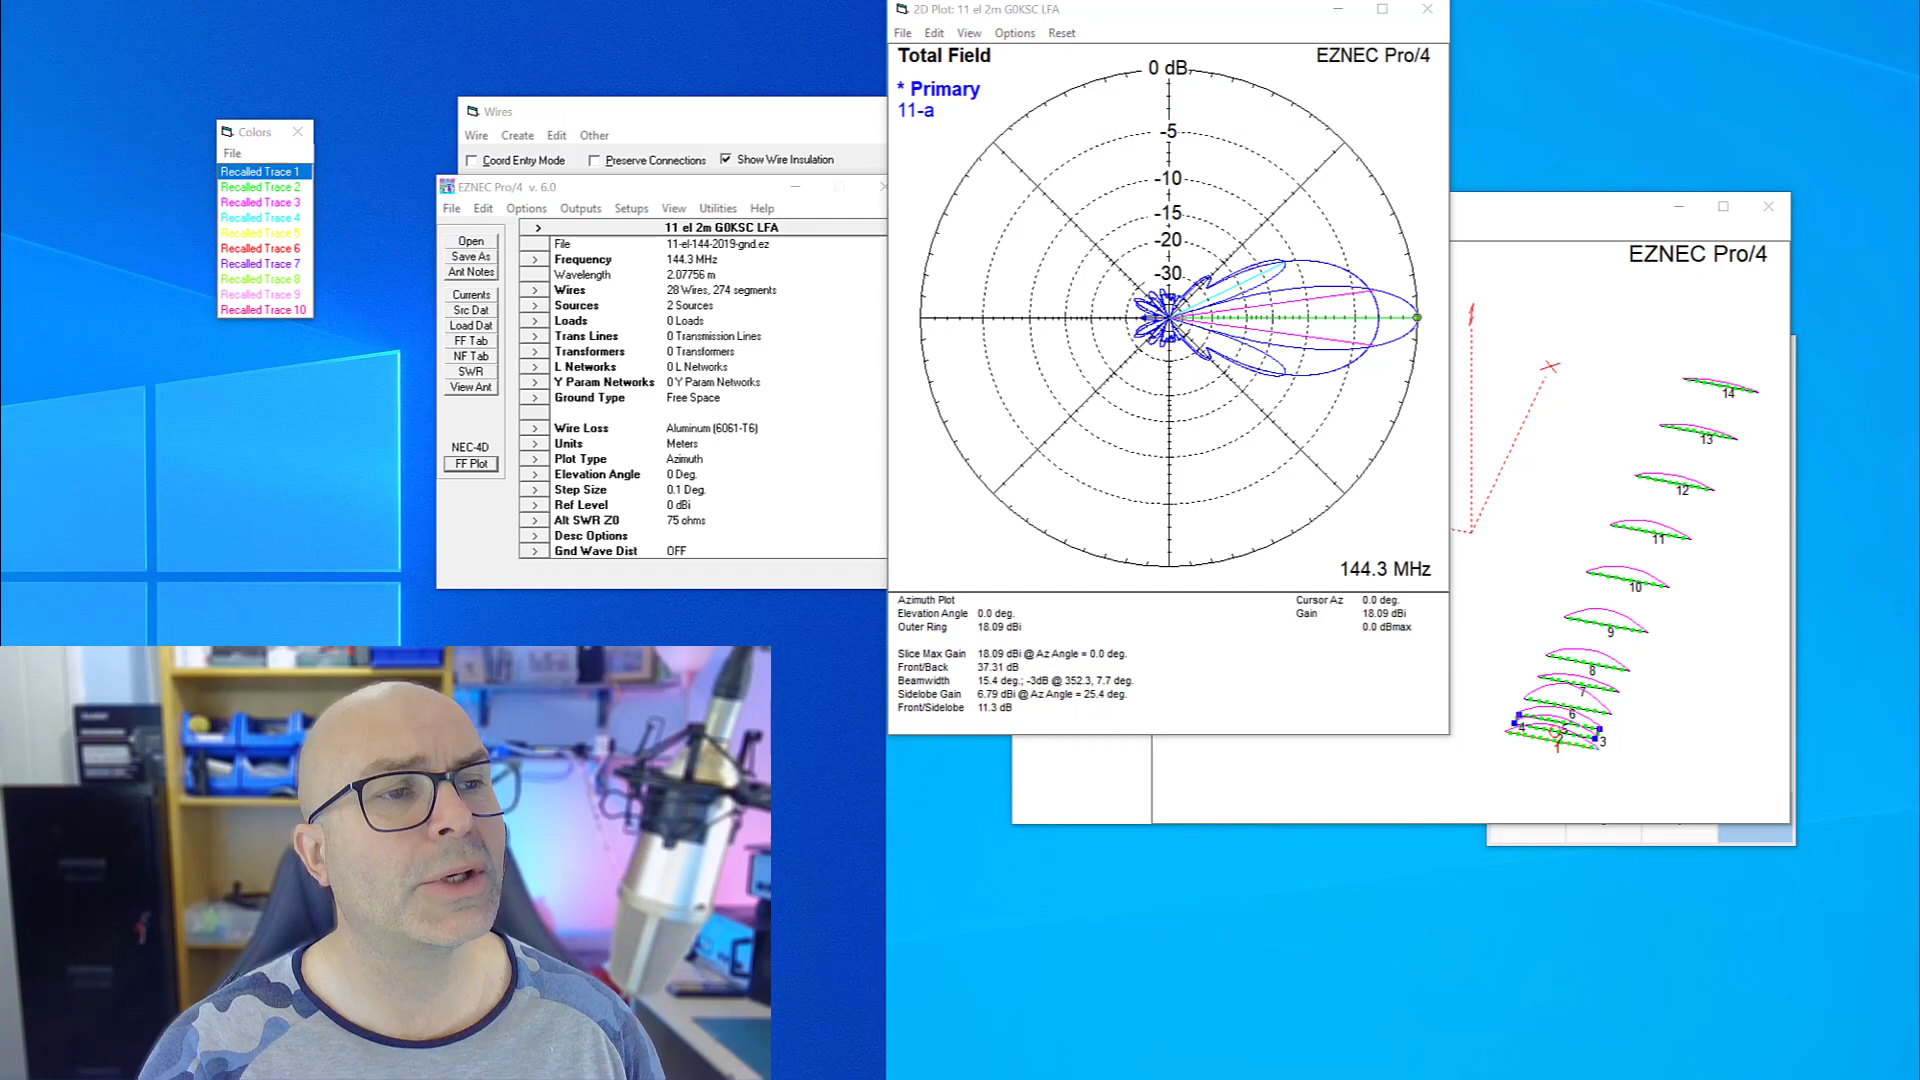 2D Plot: 11 el 2m G0KSC LFA
File Edit View Options Reset
Total Field
EZNEC Pro/4
* Primary
11-a
0 dB
-5
-10
-15
-20
-30
144.3 MHz
Azimuth Plot
Elevation Angle 0.0 deg.
Outer Ring 18.09 dBi
Cursor Az 0.0 deg.
Gain 18.09 dBi
0.0 dBmax
Slice Max Gain 18.09 dBi @ Az Angle = 0.0 deg.
Front/Back 37.31 dB
Beamwidth 15.4 deg.; -3dB @ 352.3, 7.7 deg.
Sidelobe Gain 6.79 dBi @ Az Angle = 25.4 deg.
Front/Sidelobe 11.3 dB
Colors
File
Recalled Trace 1
Recalled Trace 2
Recalled Trace 3
Recalled Trace 4
Recalled Trace 5
Recalled Trace 6
Recalled Trace 7
Recalled Trace 8
Recalled Trace 9
Recalled Trace 10
Wires
Wire Create Edit Other
Coord Entry Mode Preserve Connections Show Wire Insulation
EZNEC Pro/4 v. 6.0
File Edit Options Outputs Setups View Utilities Help
Open
Save As
Ant Notes
Currents
Src Dat
Load Dat
FF Tab
NF Tab
SWR
View Ant
NEC-4D
FF Plot
> 11 el 2m G0KSC LFA
File 11-el-144-2019-gnd.ez
> Frequency 144.3 MHz
Wavelength 2.07756 m
> Wires 28 Wires, 274 segments
> Sources 2 Sources
> Loads 0 Loads
> Trans Lines 0 Transmission Lines
> Transformers 0 Transformers
> L Networks 0 L Networks
> Y Param Networks 0 Y Param Networks
> Ground Type Free Space
> Wire Loss Aluminum (6061-T6)
> Units Meters
> Plot Type Azimuth
> Elevation Angle 0 Deg.
> Step Size 0.1 Deg.
> Ref Level 0 dBi
> Alt SWR Z0 75 ohms
> Desc Options
> Gnd Wave Dist OFF
EZNEC Pro/4
14
13
12
11
10
9
8
7
6
5
4
3
2
1